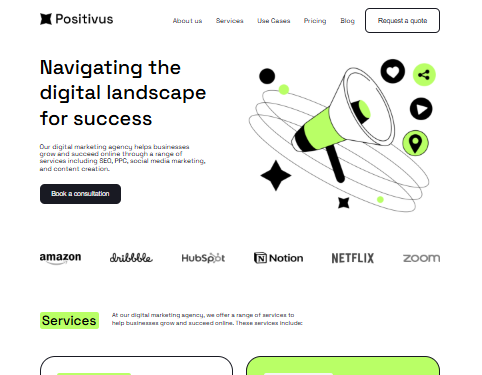 Positivus
About us
Services
Use Cases
Pricing
Blog
Request a quote
Navigating the
digital landscape
for success
Our digital marketing agency helps businesses
grow and succeed online through a range of
services including SEO, PPC, social media marketing,
and content creation.
Book a consultation
amazon
dribbble
HubSpot
Notion
NETFLIX
zoom
Services
At our digital marketing agency, we offer a range of services to
help businesses grow and succeed online. These services include: